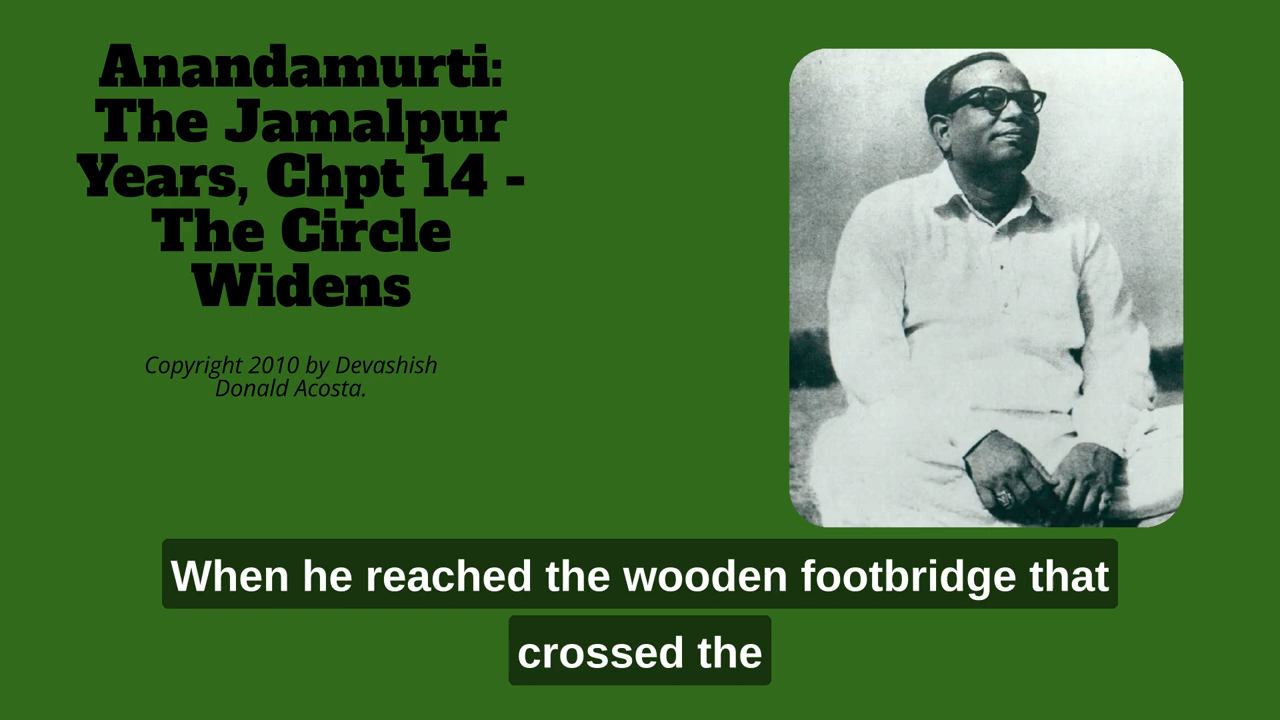 Anandamurti:
The Jamalpur
Years, Chpt 14 -
The Circle
Widens
Copyright 2010 by Devashish
Donald Acosta.
When he reached the wooden footbridge that
crossed the